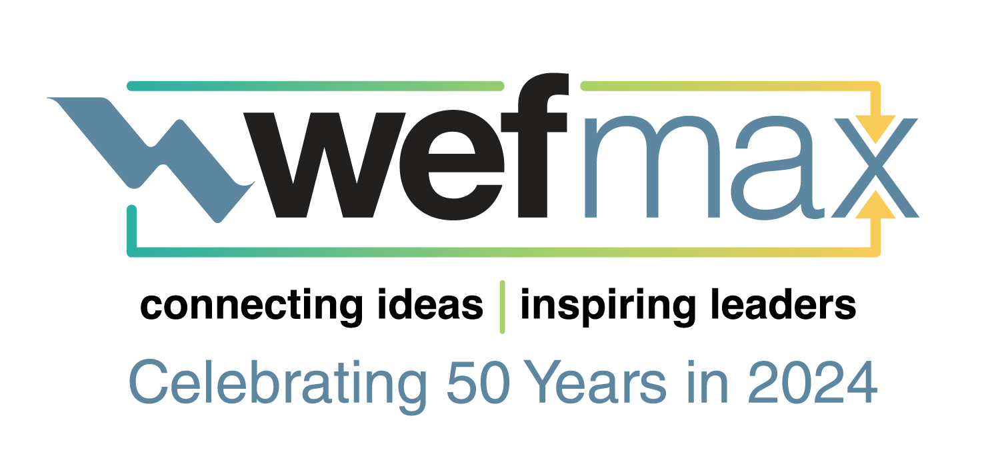 wefmax
connecting ideas | inspiring leaders
Celebrating 50 Years in 2024